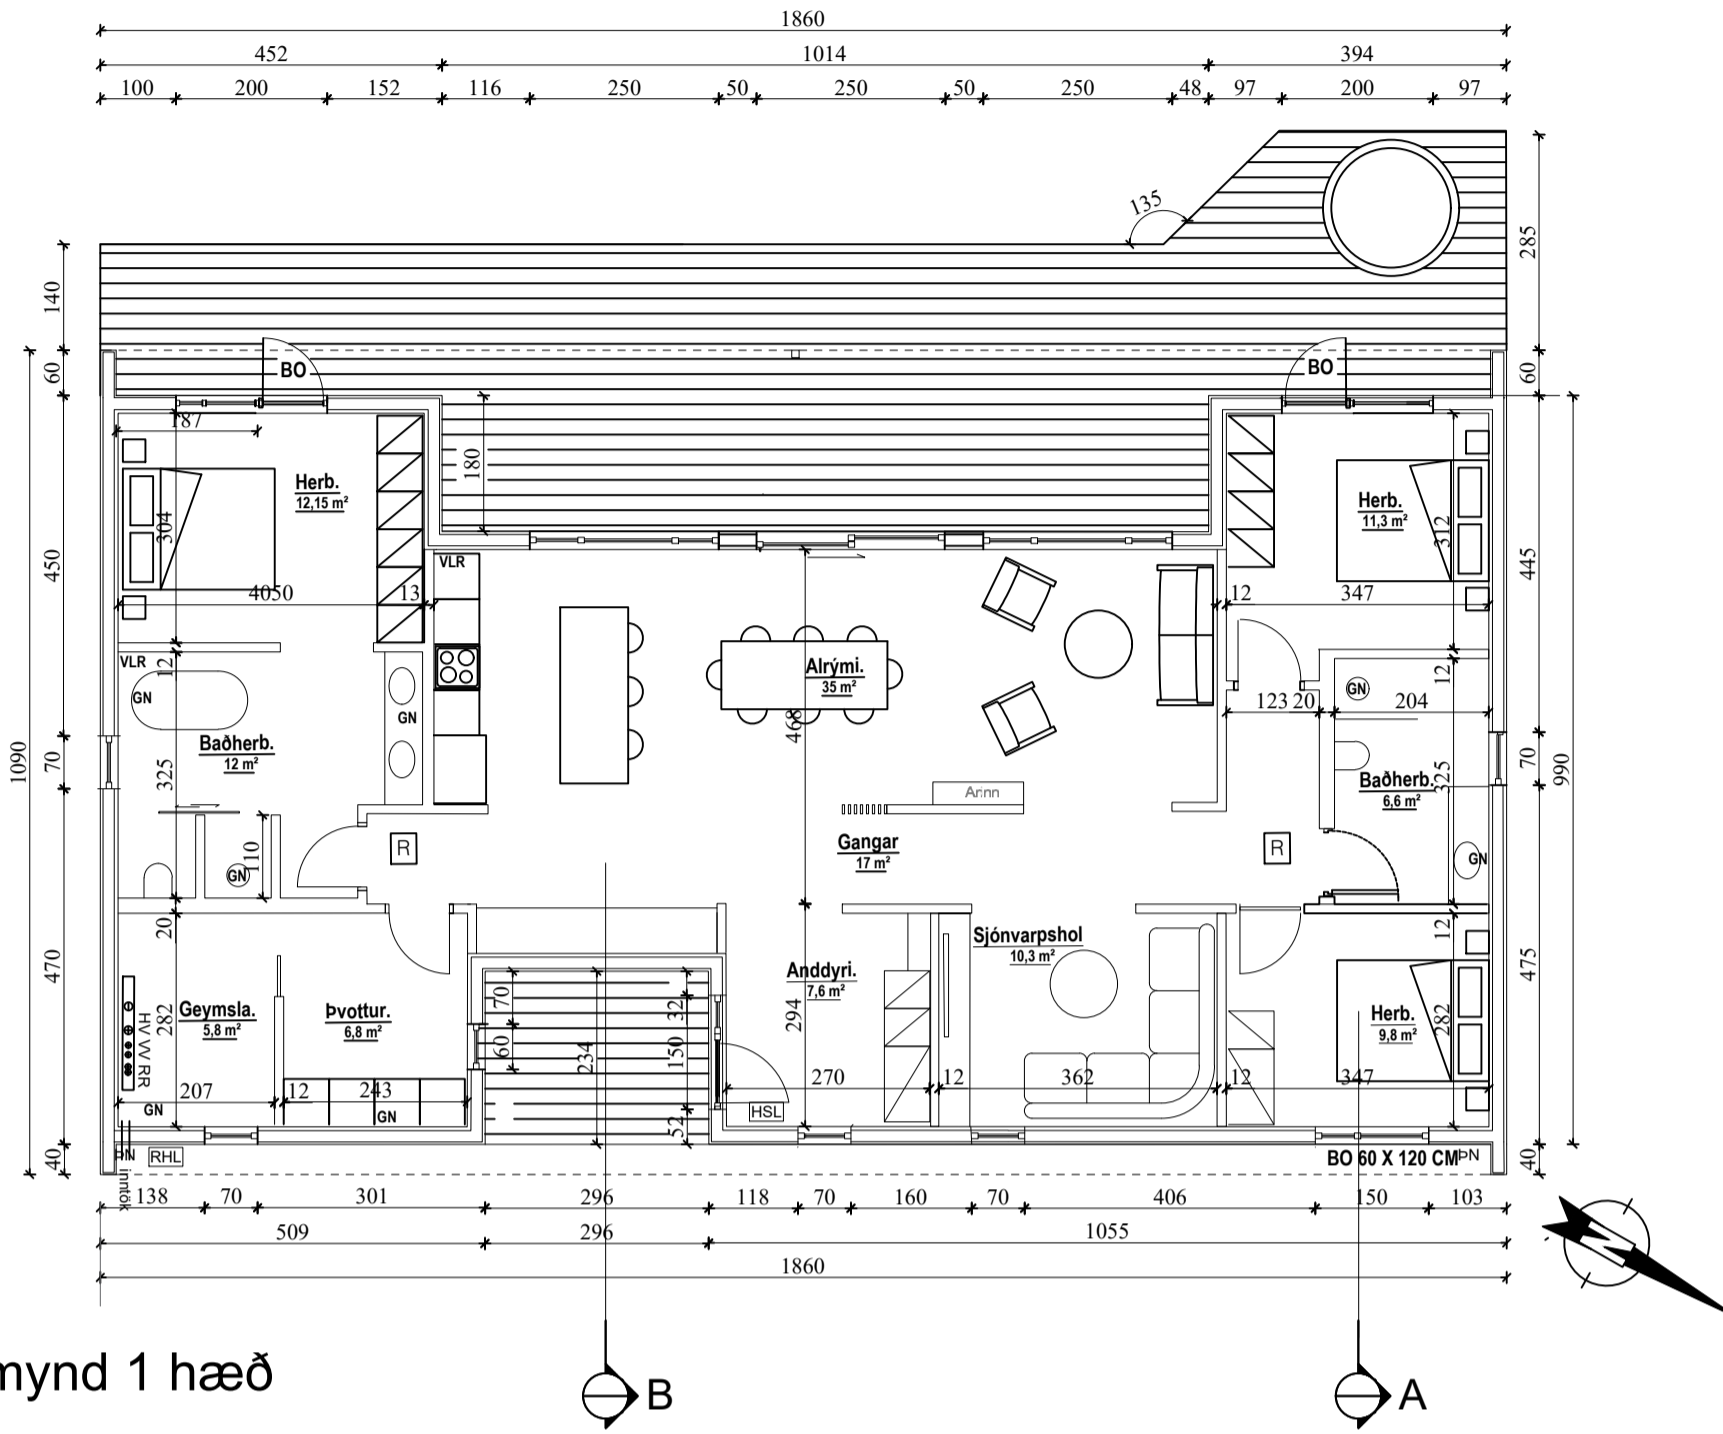 1860
452 1014 394
100 200 152 116 250 50 250 50 250 48 97 200 97
135
285
140
60
60
BO
BO
187
180
Herb.
12,15 m²
304
Herb.
11,3 m²
312
450
445
VLR
4050
13
12
347
VLR
12
GN
GN
Alrými.
35 m²
468
GN
12
123 20 204
Baðherb.
12 m²
325
1090
70
70
990
Baðherb.
6,6 m²
325
Arinn
110
GN
R
Gangar
17 m²
R
GN
20
12
470
475
Sjónvarpshol
10,3 m²
Anddyri.
7,6 m²
294
Geymsla.
5,8 m²
282
Þvottur.
6,8 m²
70
60
234
32
150
52
Herb.
9,8 m²
282
HV VV RR
207 12 243
270 12 362 12 347
GN
GN
HSL
ÞN
RHL
inntök
BO 60 X 120 CM
ÞN
40
40
138 70 301 296 118 70 160 70 406 150 103
509 296 1055
1860
mynd 1 hæð
B
A